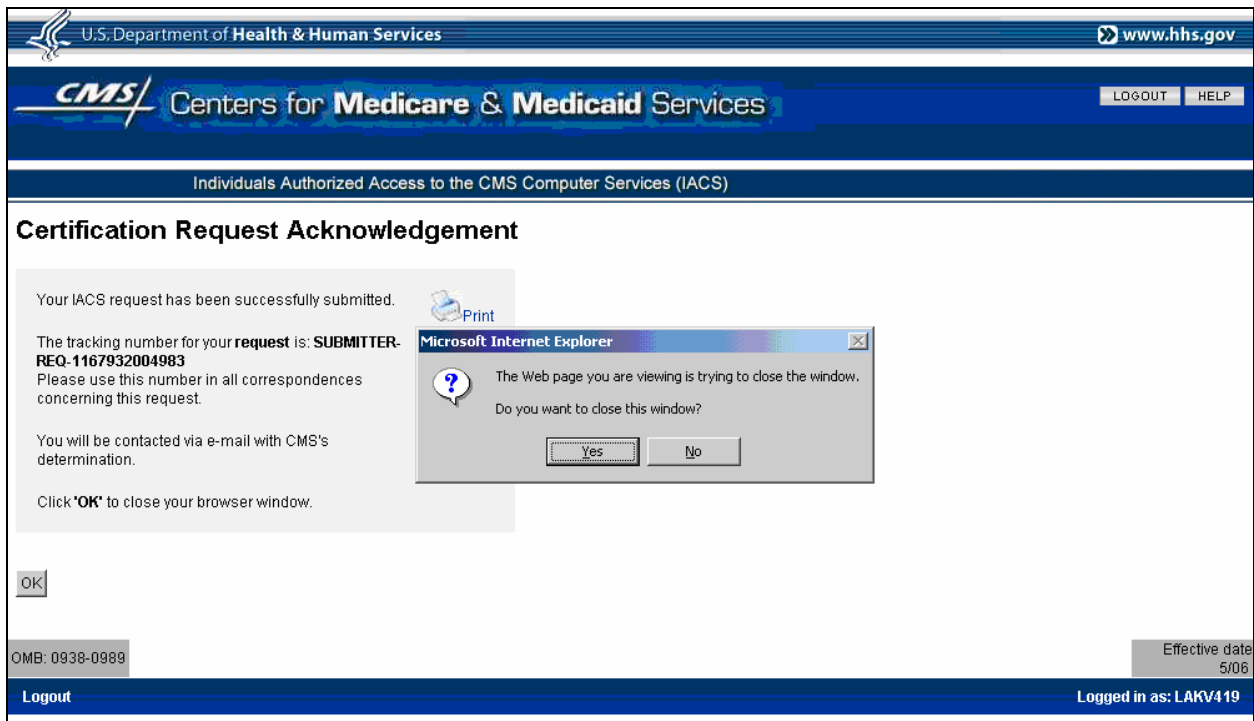 U.S. Department of Health & Human Services
www.hhs.gov
CMS Centers for Medicare & Medicaid Services
LOGOUT HELP
Individuals Authorized Access to the CMS Computer Services (IACS)
Certification Request Acknowledgement
Your IACS request has been successfully submitted.
Print
The tracking number for your request is: SUBMITTER-
REQ-1167932004983
Please use this number in all correspondences
concerning this request.
You will be contacted via e-mail with CMS's
determination.
Click 'OK' to close your browser window.
Microsoft Internet Explorer
?
The Web page you are viewing is trying to close the window.
Do you want to close this window?
Yes No
OK
OMB: 0938-0989
Effective date
5/06
Logout
Logged in as: LAKV419